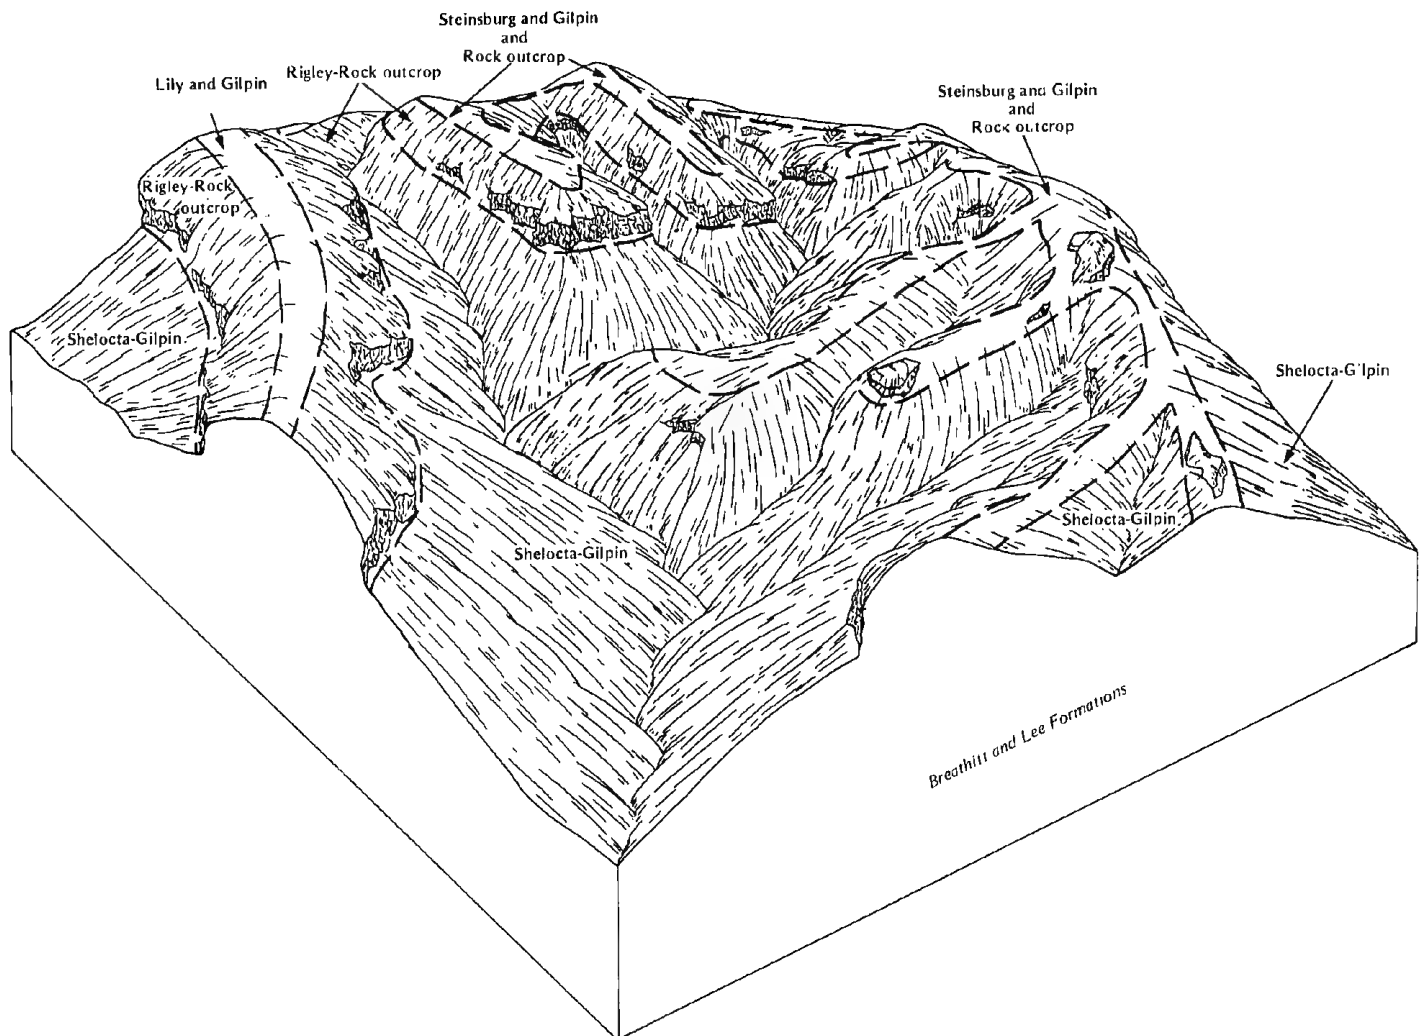 Steinsburg and Gilpin
and
Rock outcrop
Rigley-Rock outcrop
Lily and Gilpin
Steinsburg and Gilpin
and
Rock outcrop
Rigley-Rock
outcrop
Shelocta-Gilpin
Shelocta-Gilpin
Shelocta-Gilpin
Shelocta-Gilpin
Breathitt and Lee Formations